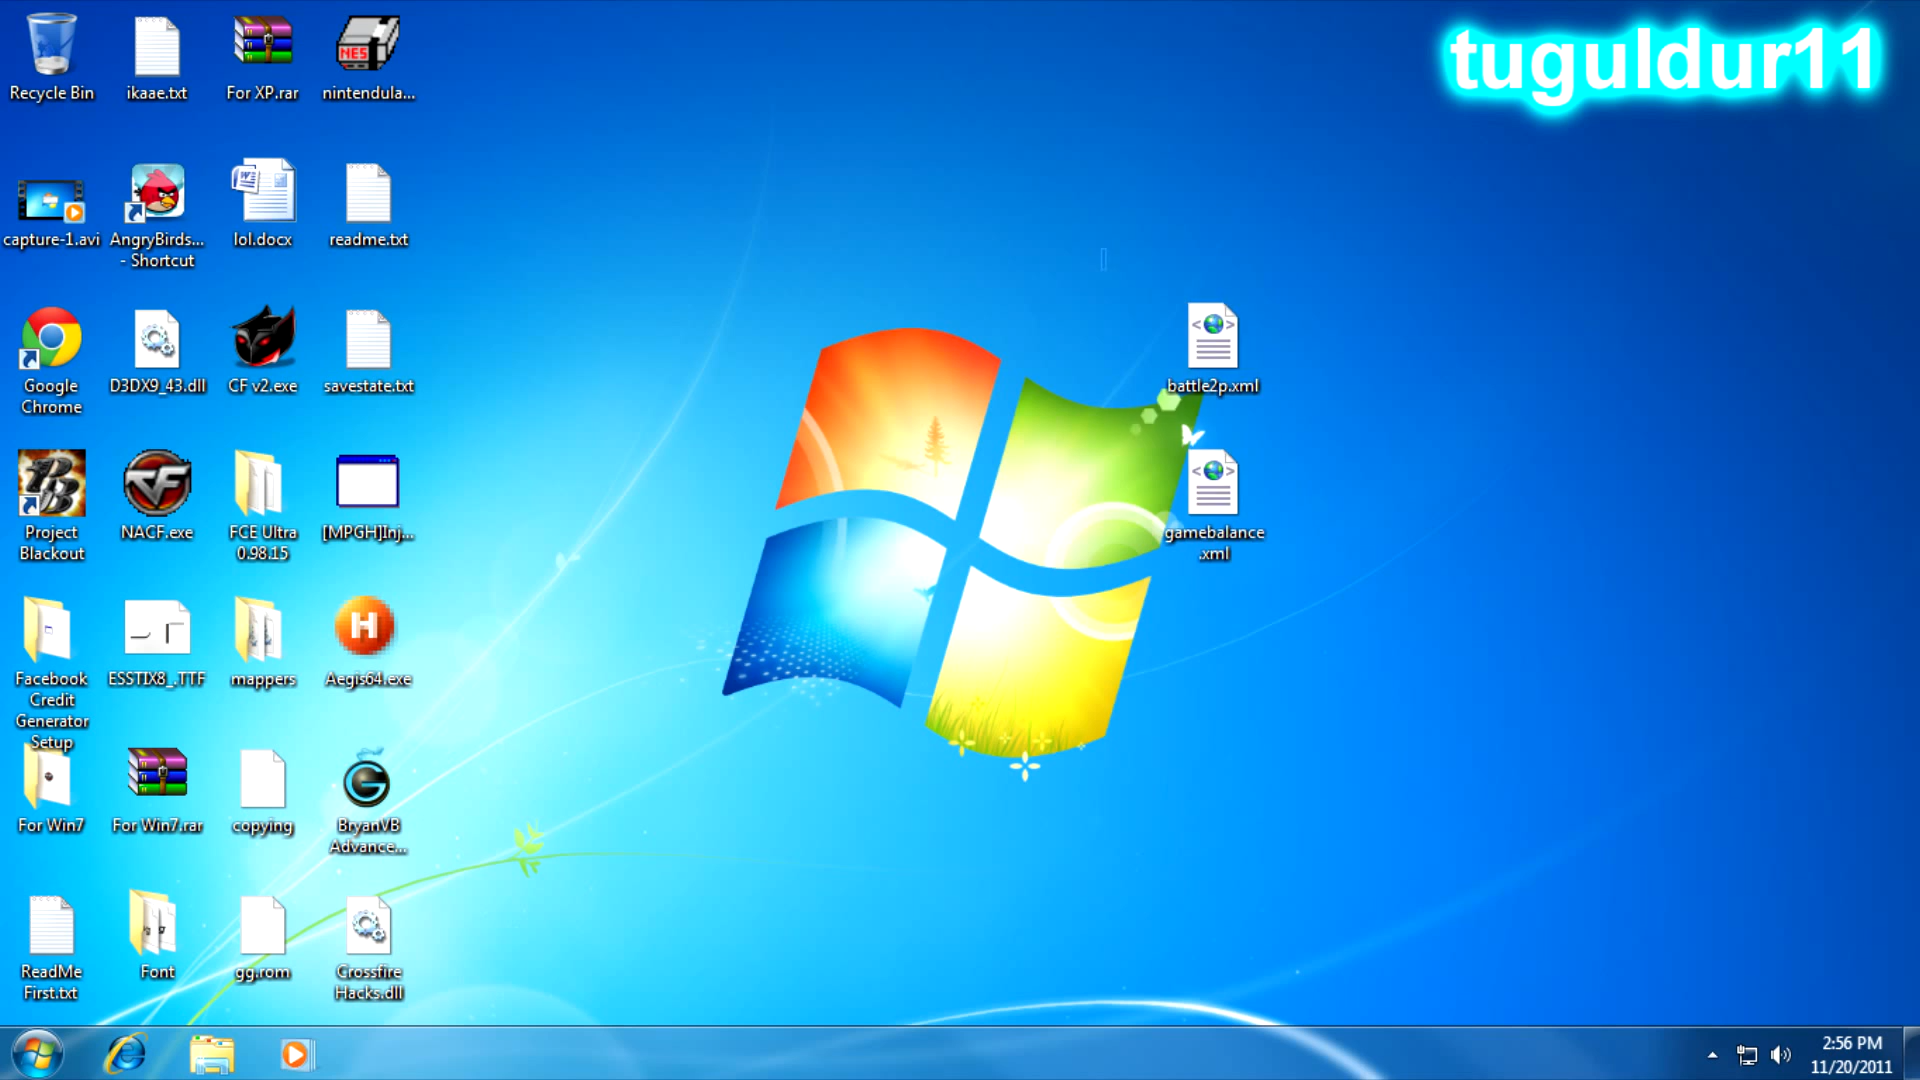 tuguldur11
Recycle Bin
ikaae.txt
For XP.rar
NES
nintendula...
capture-1.avi
AngryBirds...
- Shortcut
W
lol.docx
readme.txt
Google
Chrome
D3DX9_43.dll
CF v2.exe
savestate.txt
battle2p.xml
PB
Project
Blackout
CF
NACF.exe
FCE Ultra
0.98.15
[MPGH]Inj...
gamebalance
.xml
Facebook
Credit
Generator
Setup
ESSTIX8_.TTF
mappers
H
Aegis64.exe
For Win7
For Win7.rar
copying
G
BryanVB
Advance...
ReadMe
First.txt
Font
gg.rom
Crossfire
Hacks.dll
2:56 PM
11/20/2011